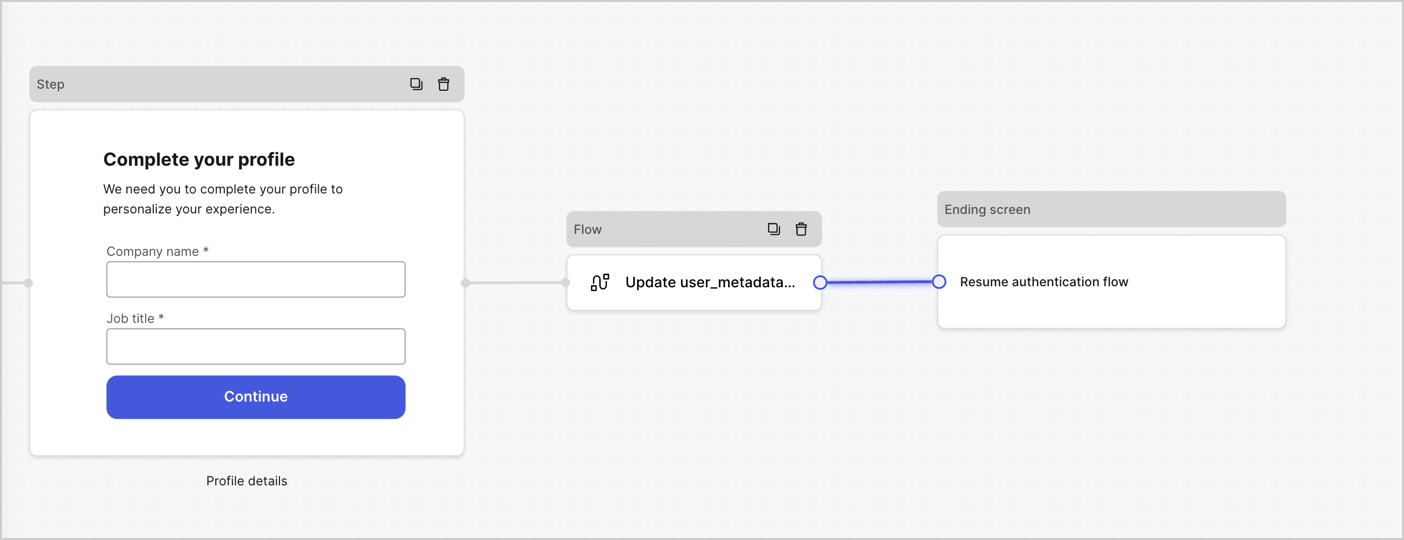 Step
Complete your profile
We need you to complete your profile to
personalize your experience.
Company name *
Job title *
Continue
Profile details
Flow
Update user_metadata...
Ending screen
Resume authentication flow